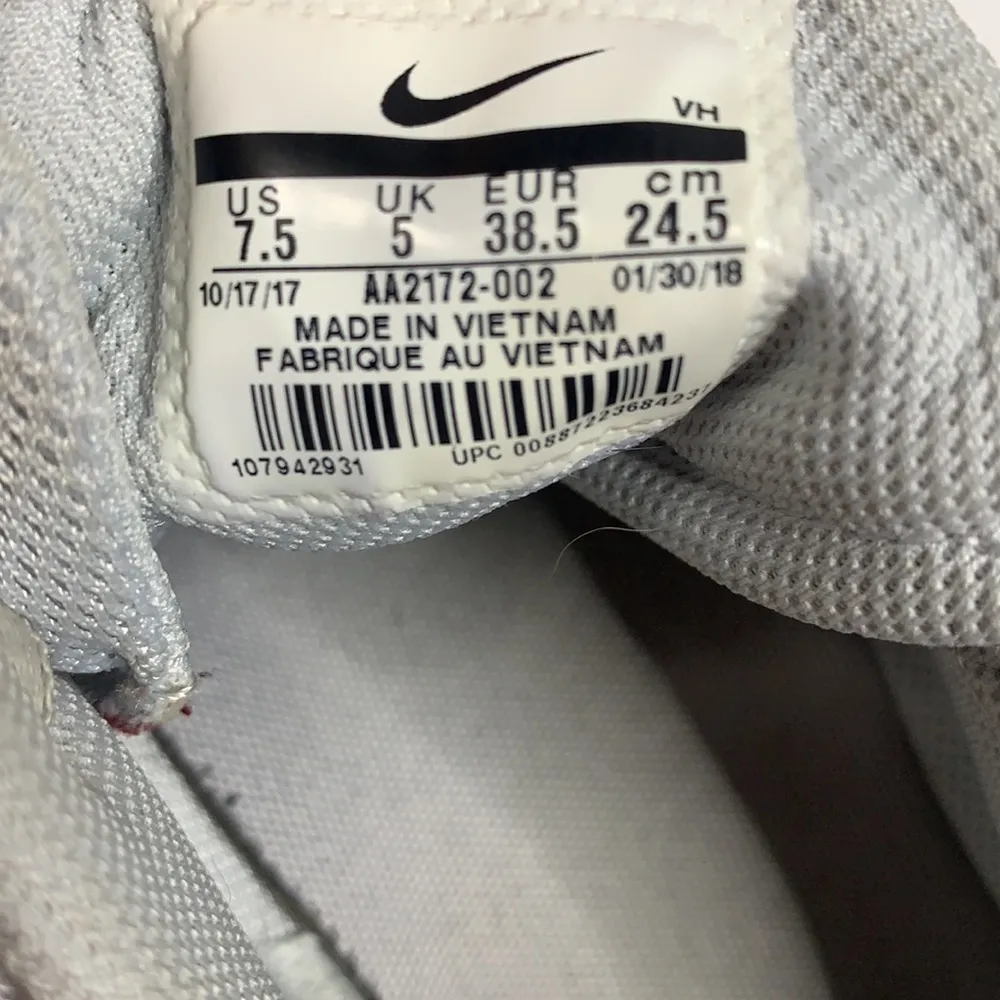 VH
US UK EUR cm
7.5 5 38.5 24.5
10/17/17 AA2172-002 01/30/18
MADE IN VIETNAM
FABRIQUE AU VIETNAM
107942931 UPC 00887223684237